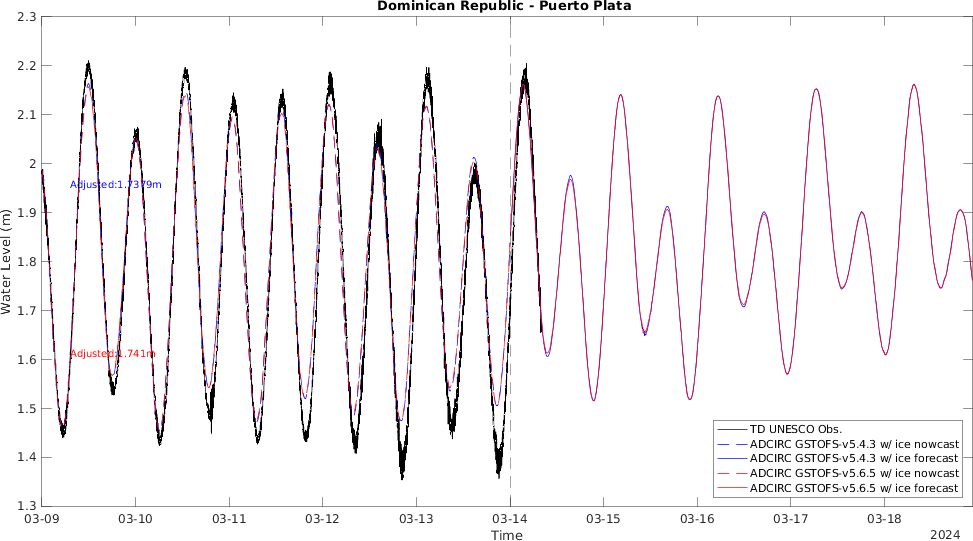 Dominican Republic - Puerto Plata
2.3
2.2
2.1
2
1.9
1.8
1.7
1.6
1.5
1.4
1.3
Water Level (m)
Adjusted:1.7379m
Adjusted:1.741m
TD UNESCO Obs.
ADCIRC GSTOFS-v5.4.3 w/ ice nowcast
ADCIRC GSTOFS-v5.4.3 w/ ice forecast
ADCIRC GSTOFS-v5.6.5 w/ ice nowcast
ADCIRC GSTOFS-v5.6.5 w/ ice forecast
03-09 03-10 03-11 03-12 03-13 03-14 03-15 03-16 03-17 03-18
Time
2024